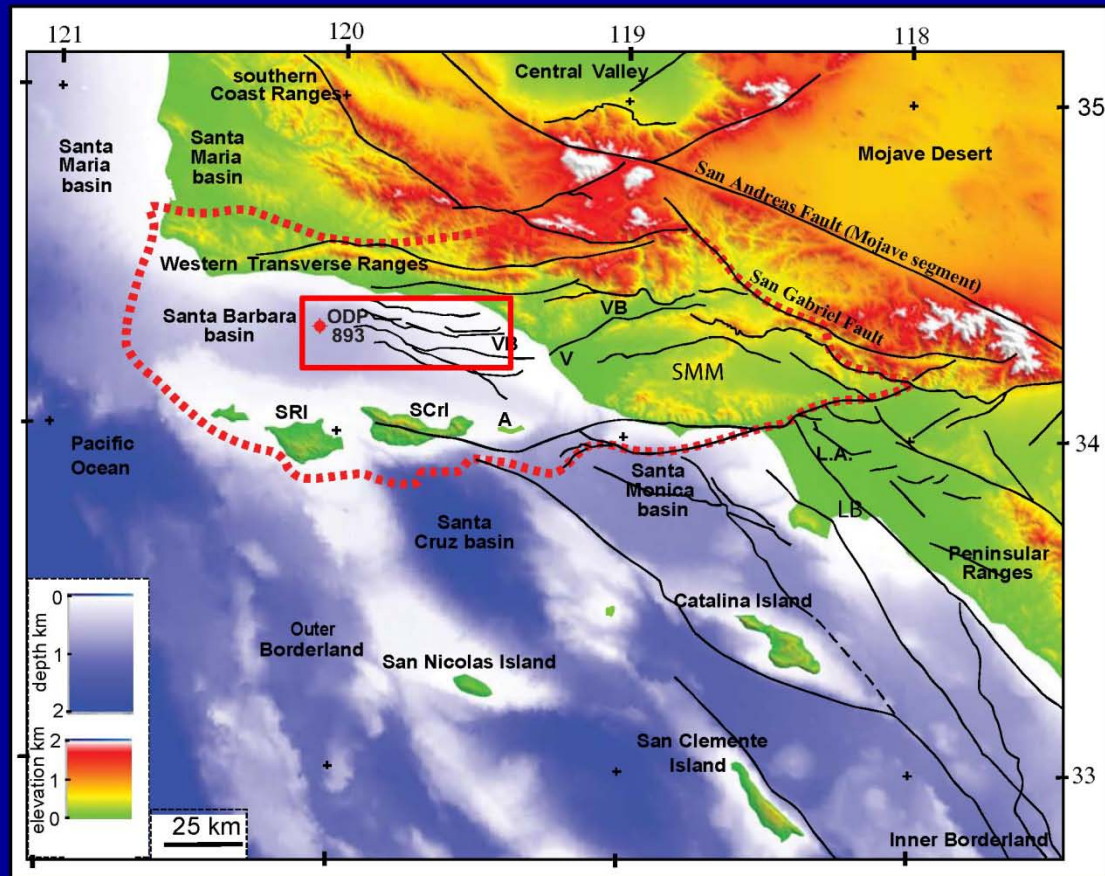 121
120
119
118
southern
Coast Ranges
Central Valley
35
Santa
Maria
basin
Santa
Maria
basin
Mojave Desert
San Andreas Fault (Mojave segment)
San Gabriel Fault
Western Transverse Ranges
Santa Barbara
basin
ODP
893
VB
VB
V
SMM
SRI
SCrI
A
34
Pacific
Ocean
L.A.
Santa
Monica
basin
LB
Santa
Cruz basin
Peninsular
Ranges
Catalina Island
Outer
Borderland
San Nicolas Island
San Clemente
Island
33
Inner Borderland
0
1
2
depth km
2
1
0
elevation km
25 km